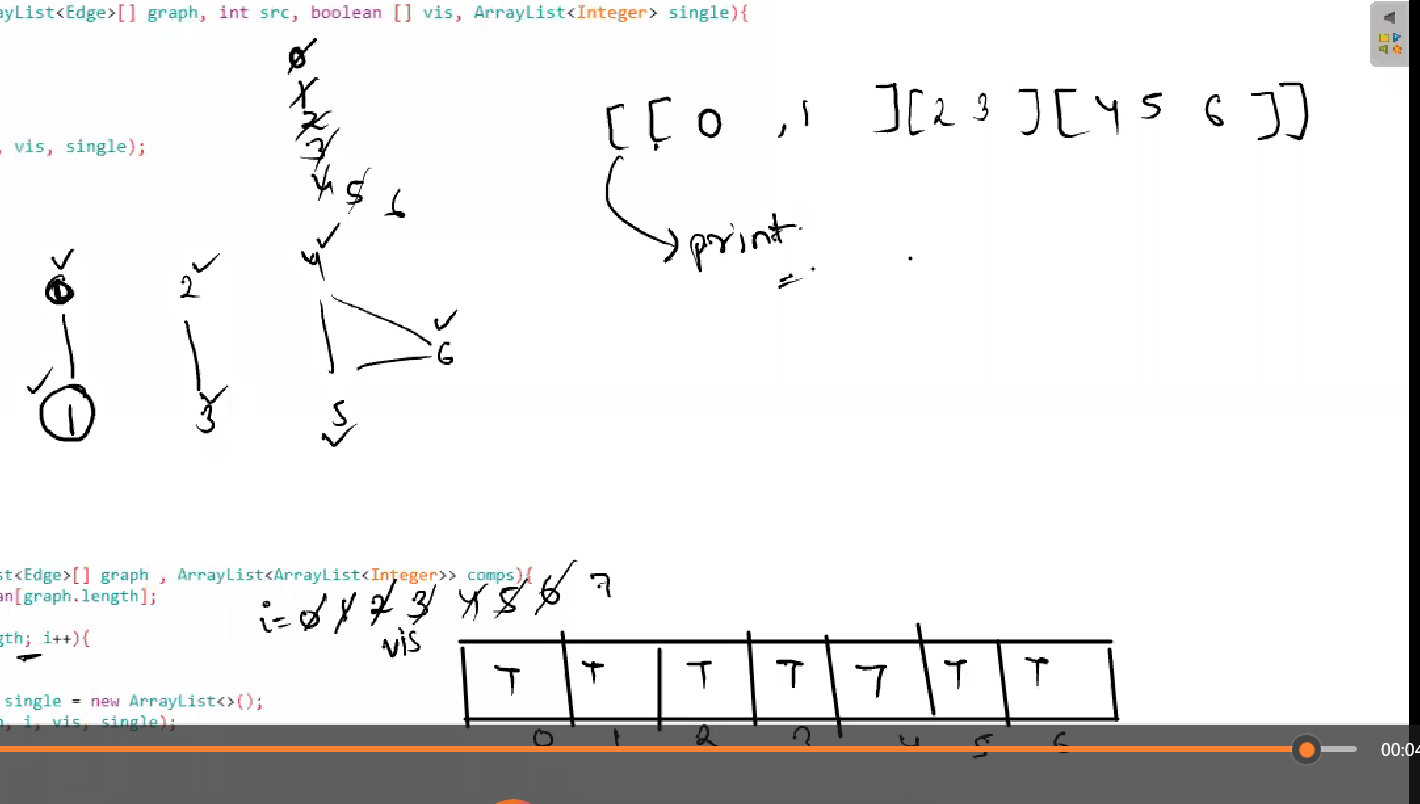 ayList<Edge>[] graph, int src, boolean [] vis, ArrayList<Integer> single){
0
1
2
3
4 5 6
[[ 0 , 1 ][ 2 3 ][ 4 5 6 ]]
, vis, single);
print
0 2 4
6
1 3 5
st<Edge>[] graph , ArrayList<ArrayList<Integer>> comps){
an[graph.length];
i= 0 1 2 3 4 5 6 7
gth; i++){
vis
T T T T T T T
single = new ArrayList<>();
, i, vis, single);
0 1 2 3 4 5 6
00:04